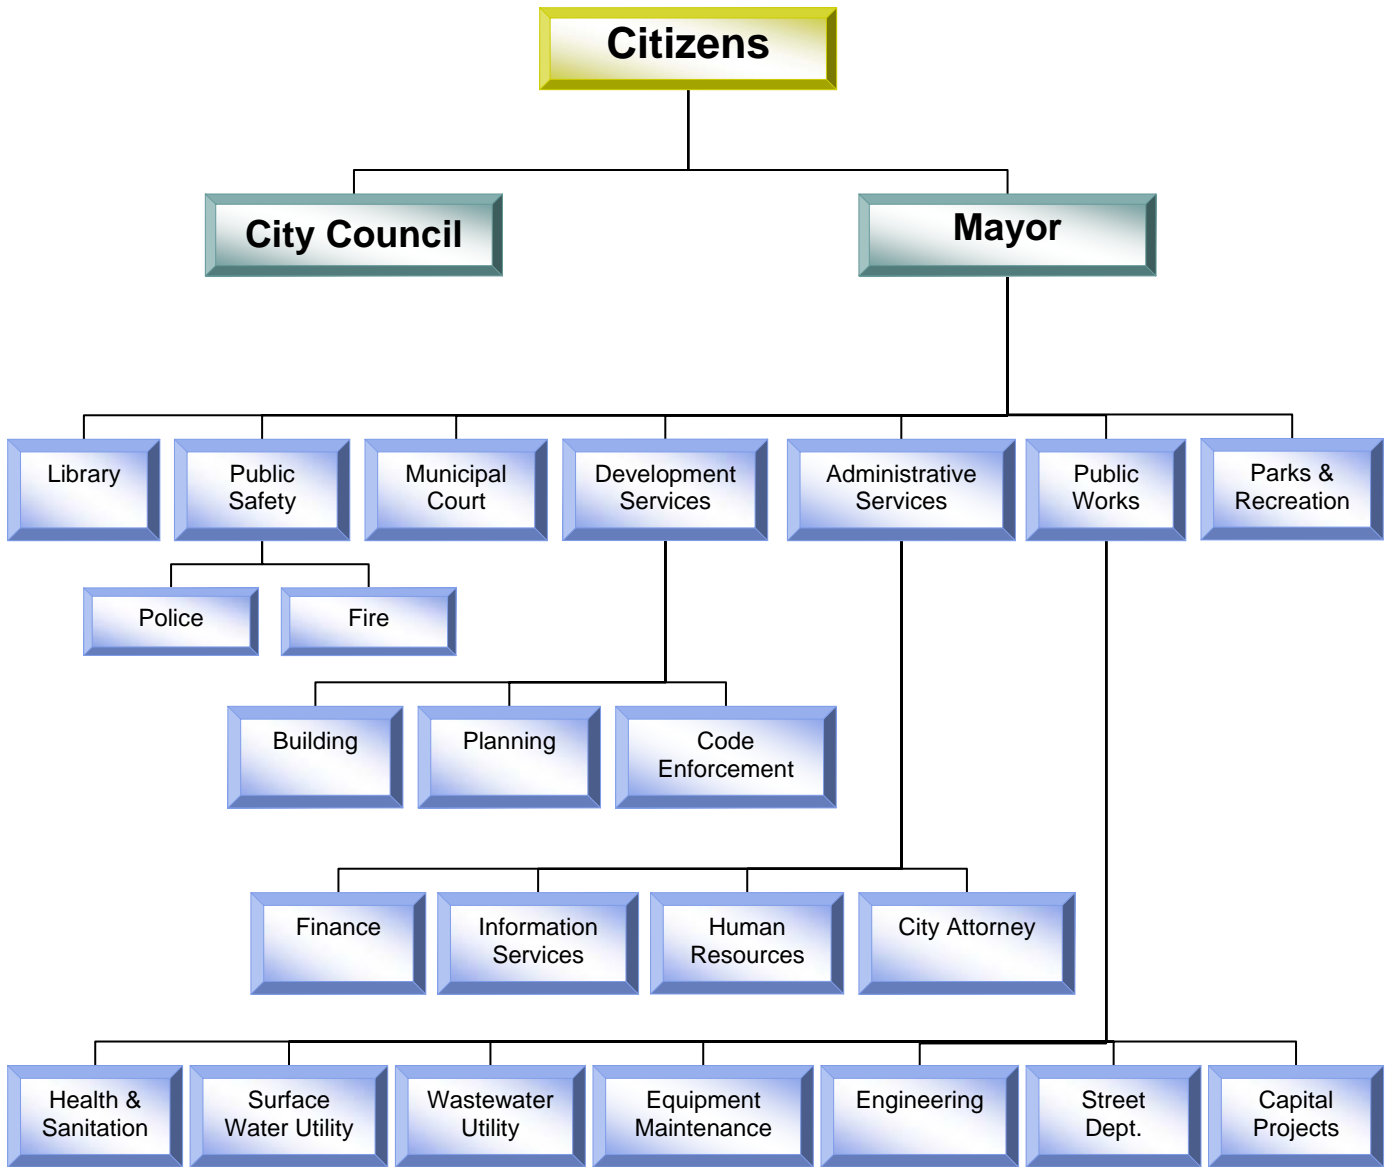 Citizens
City Council
Mayor
Library
Public
Safety
Municipal
Court
Development
Services
Administrative
Services
Public
Works
Parks &
Recreation
Police
Fire
Building
Planning
Code
Enforcement
Finance
Information
Services
Human
Resources
City Attorney
Health &
Sanitation
Surface
Water Utility
Wastewater
Utility
Equipment
Maintenance
Engineering
Street
Dept.
Capital
Projects